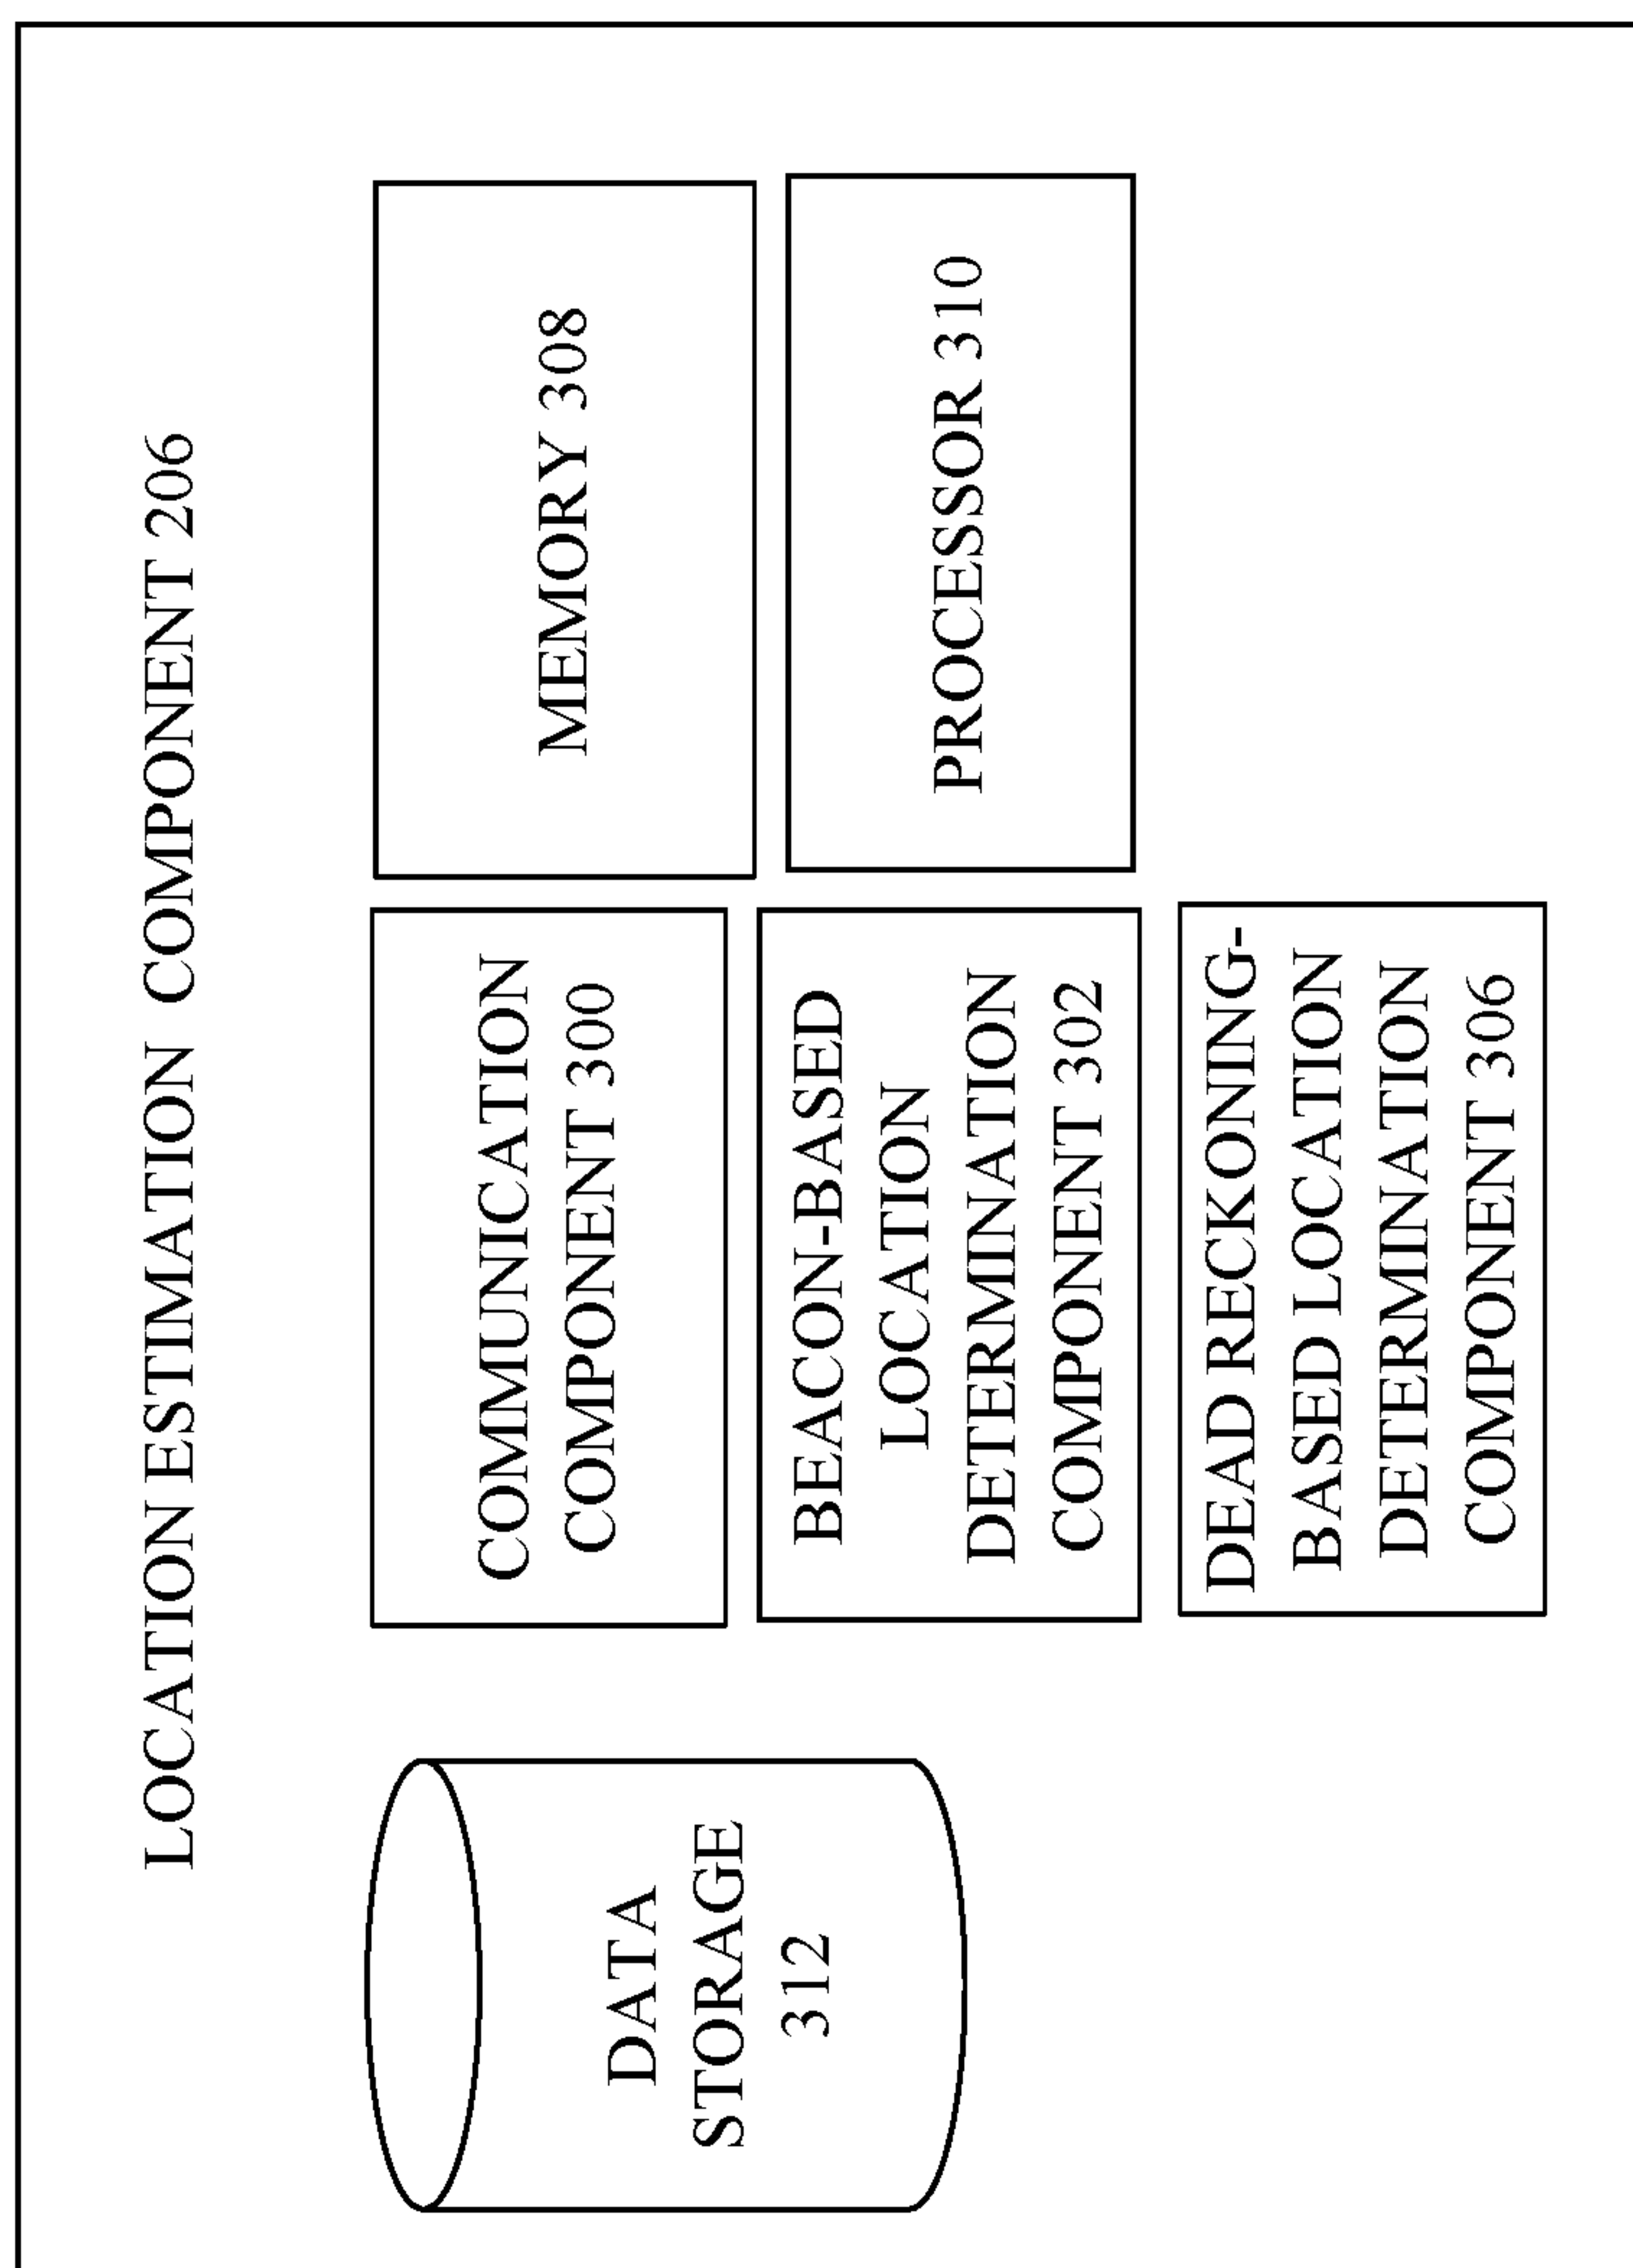 LOCATION ESTIMATION COMPONENT 206
DATA
STORAGE
312
COMMUNICATION
COMPONENT 300
BEACON-BASED
LOCATION
DETERMINATION
COMPONENT 302
DEAD RECKONING-
BASED LOCATION
DETERMINATION
COMPONENT 306
MEMORY 308
PROCESSOR 310